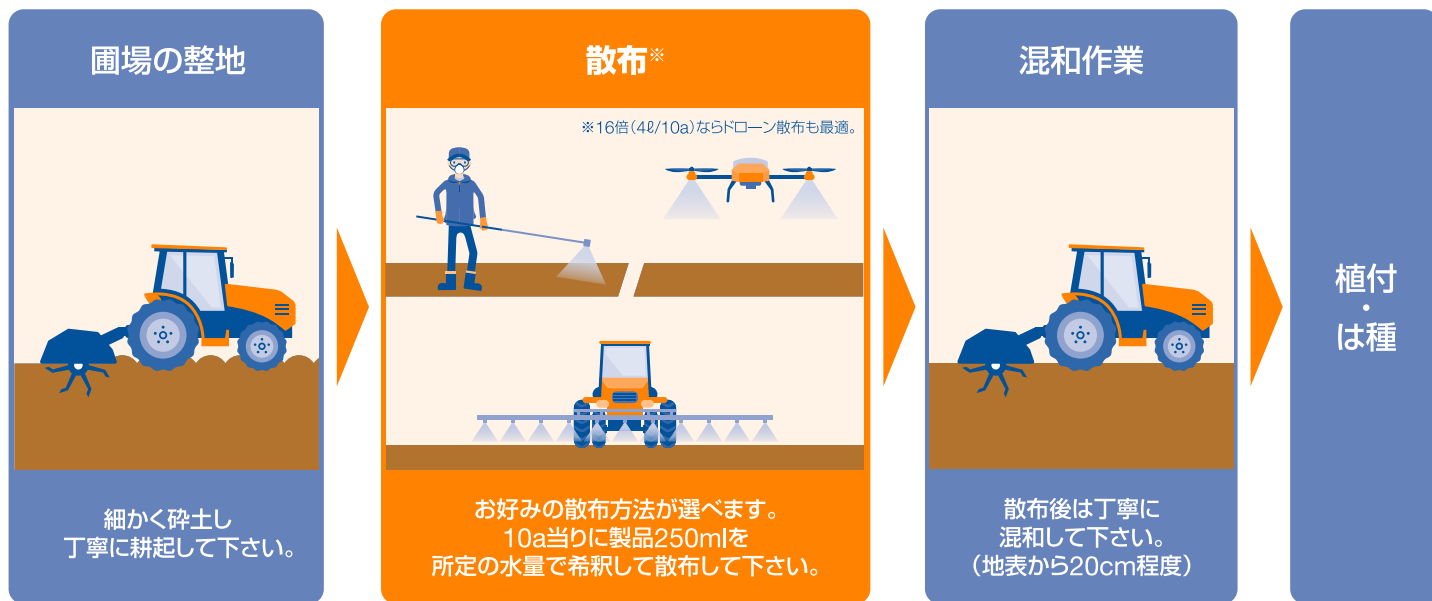 圃場の整地
細かく砕土し
丁寧に耕起して下さい。
散布※
※16倍（4ℓ/10a）ならドローン散布も最適。
お好みの散布方法が選べます。
10a当りに製品250mlを
所定の水量で希釈して散布して下さい。
混和作業
散布後は丁寧に
混和して下さい。
（地表から20cm程度）
植付
・
は種